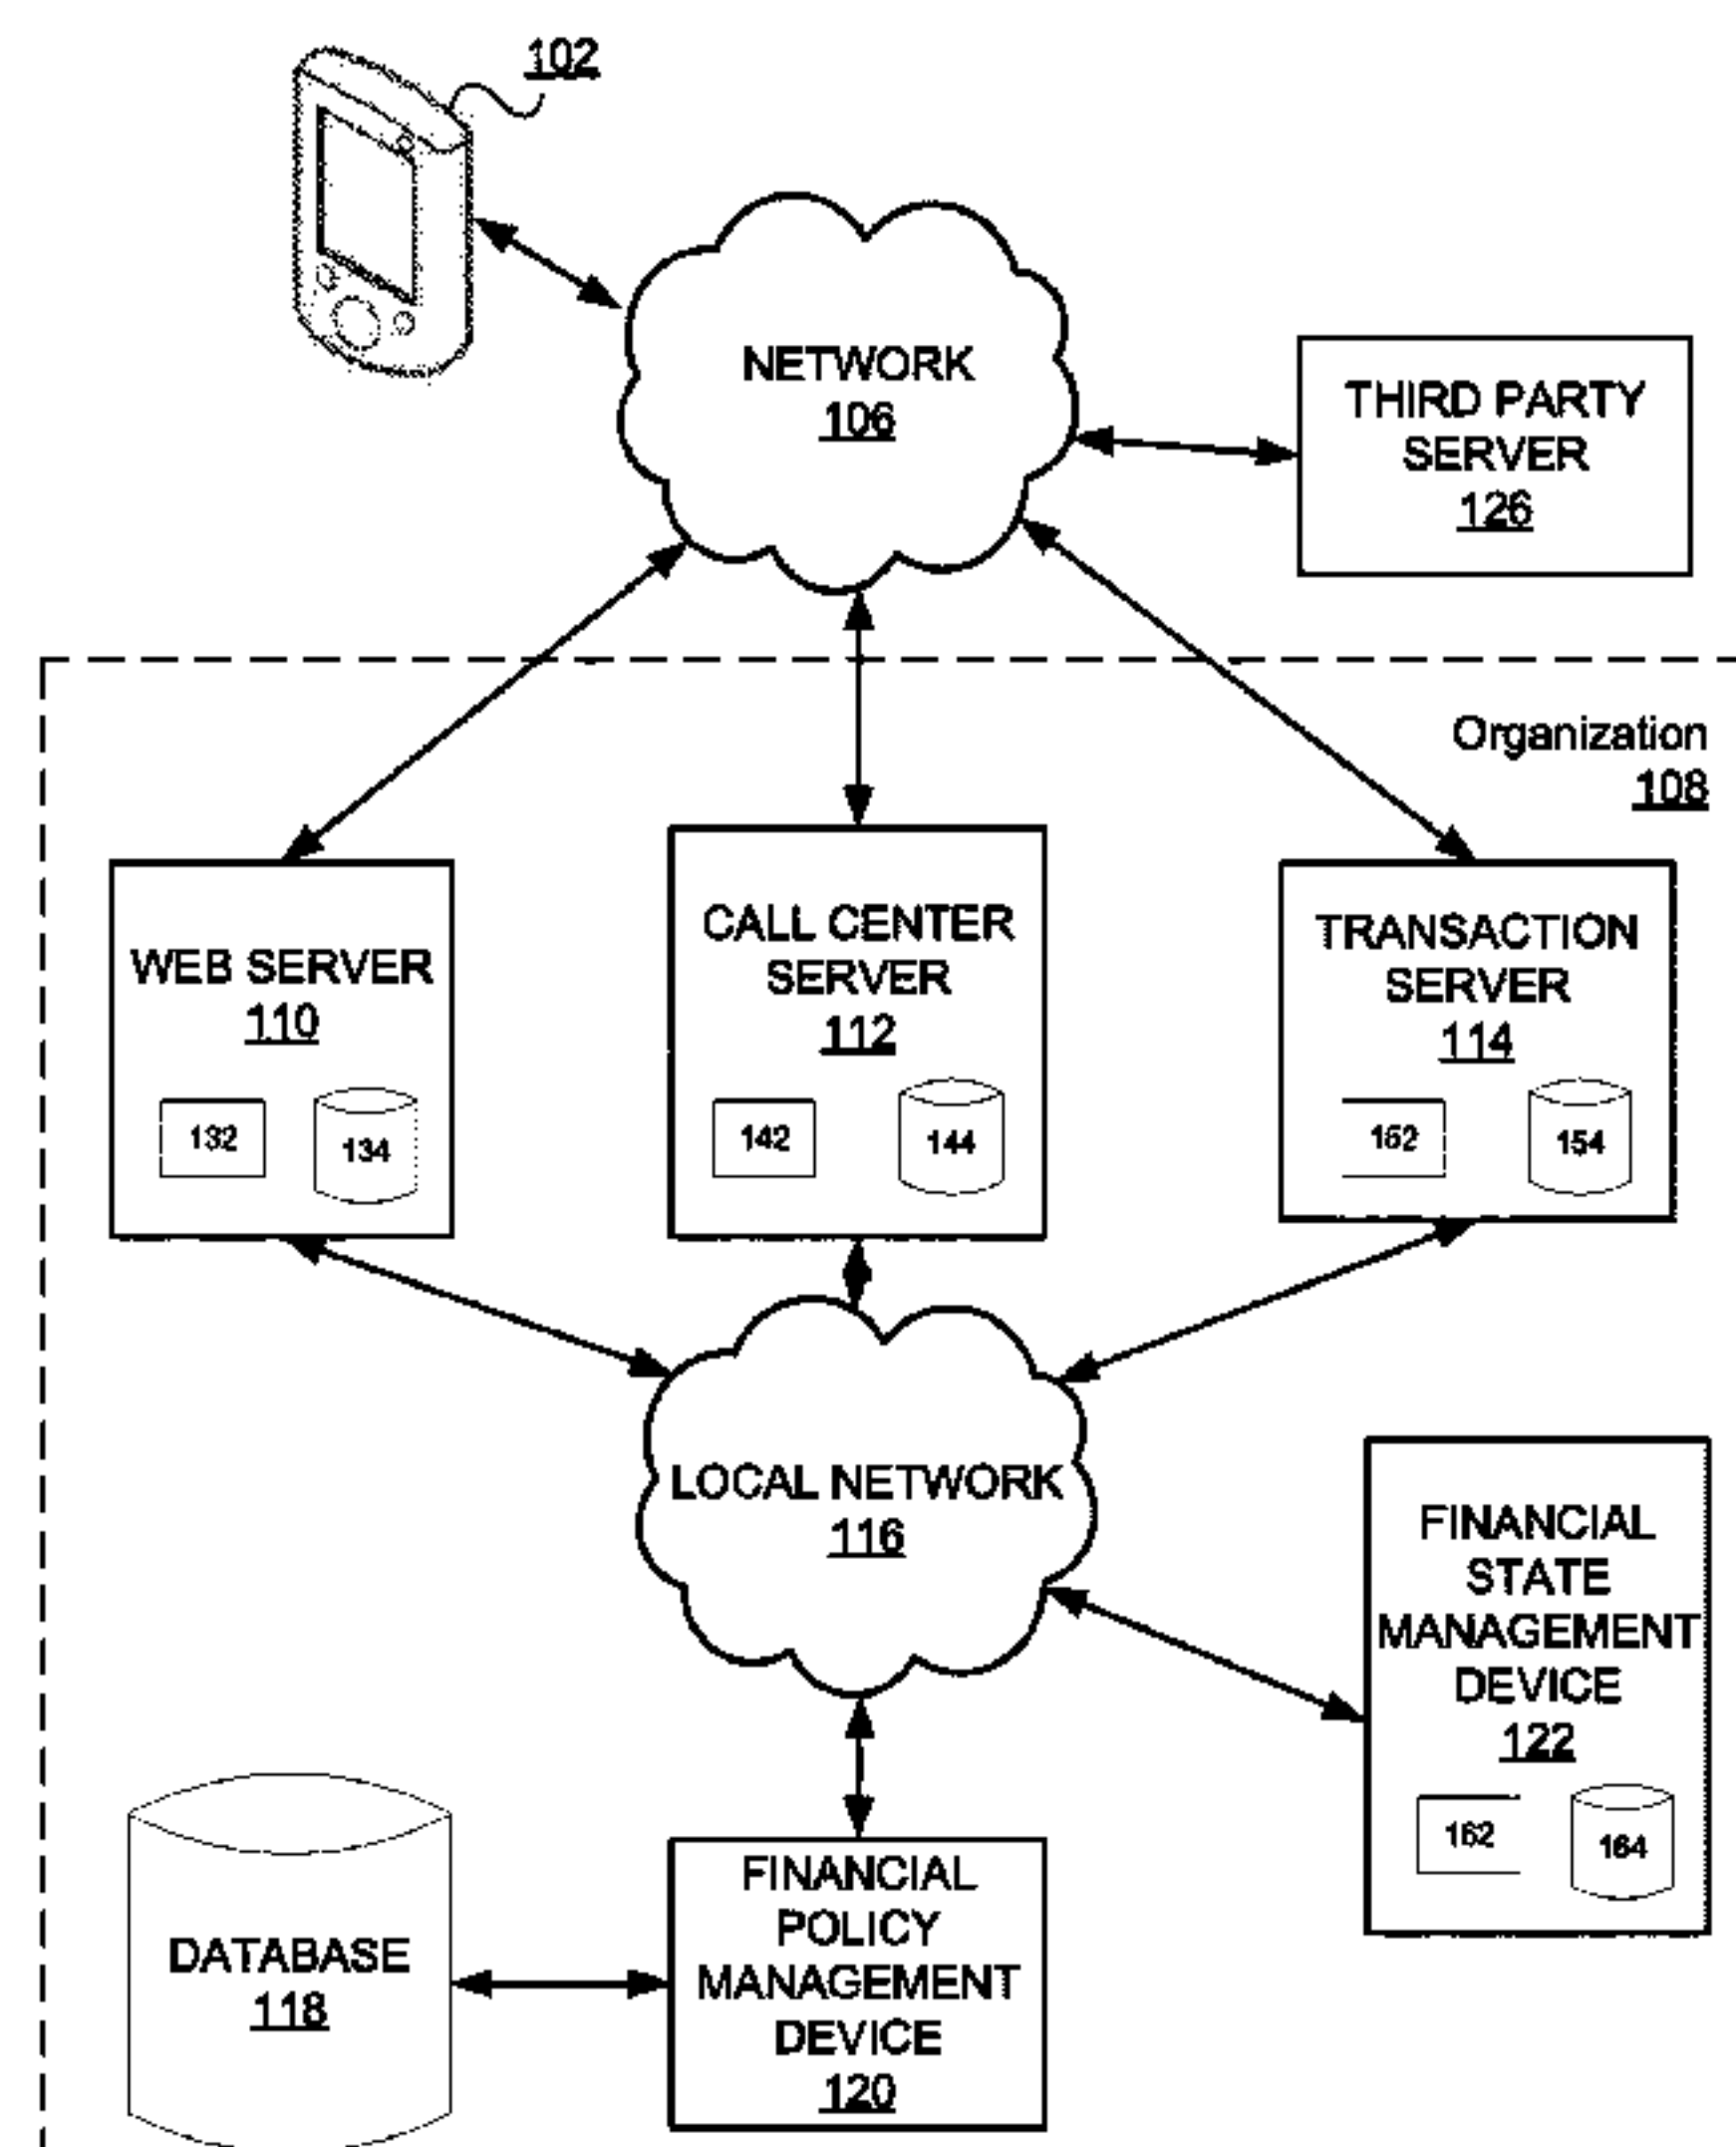 102
NETWORK
106
THIRD PARTY
SERVER
126
Organization
108
WEB SERVER
110
132
134
CALL CENTER
SERVER
112
142
144
TRANSACTION
SERVER
114
152
154
LOCAL NETWORK
116
FINANCIAL
STATE
MANAGEMENT
DEVICE
122
162
164
DATABASE
118
FINANCIAL
POLICY
MANAGEMENT
DEVICE
120